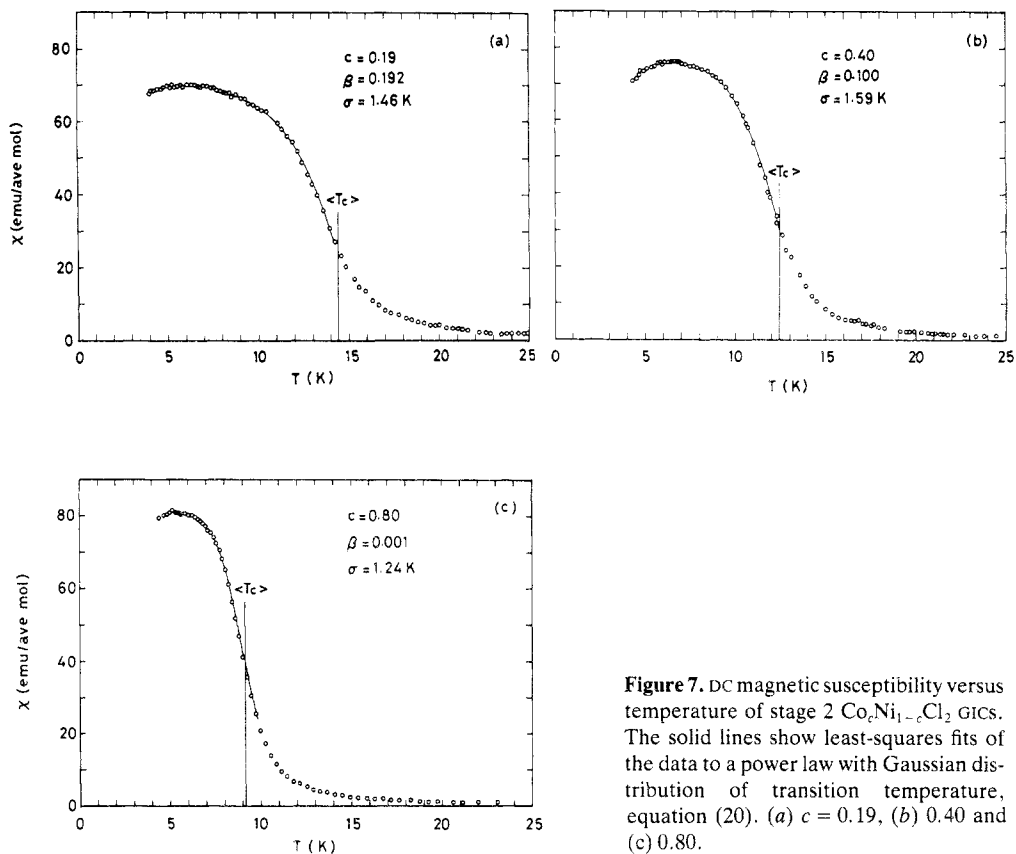 (a)
c = 0.19
β = 0.192
σ = 1.46 K
<Tc>
80
60
40
20
0
χ (emu/ave mol)
0 5 10 15 20 25
T (K)
(b)
c = 0.40
β = 0.100
σ = 1.59 K
<Tc>
0 5 10 15 20 25
T (K)
(c)
c = 0.80
β = 0.001
σ = 1.24 K
<Tc>
80
60
40
20
0
χ (emu/ave mol)
0 5 10 15 20 25
T (K)
Figure 7. DC magnetic susceptibility versus
temperature of stage 2 CocNi1−cCl2 GICs.
The solid lines show least-squares fits of
the data to a power law with Gaussian dis-
tribution of transition temperature,
equation (20). (a) c = 0.19, (b) 0.40 and
(c) 0.80.